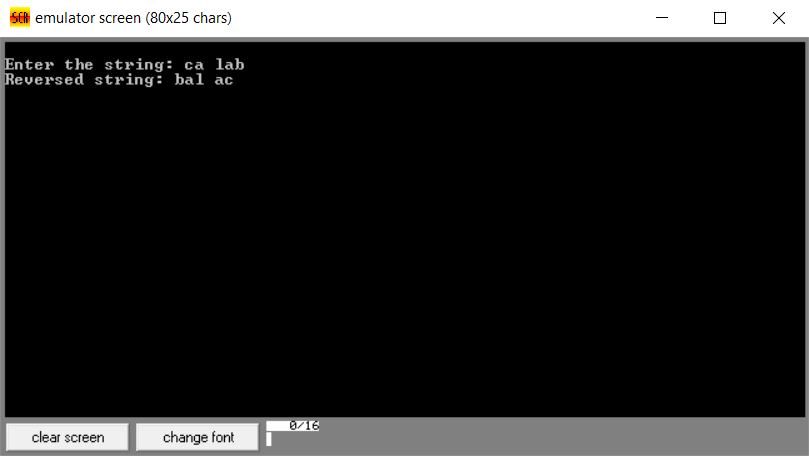 SCR emulator screen (80x25 chars)
Enter the string: ca lab
Reversed string: bal ac
clear screen change font 0/16